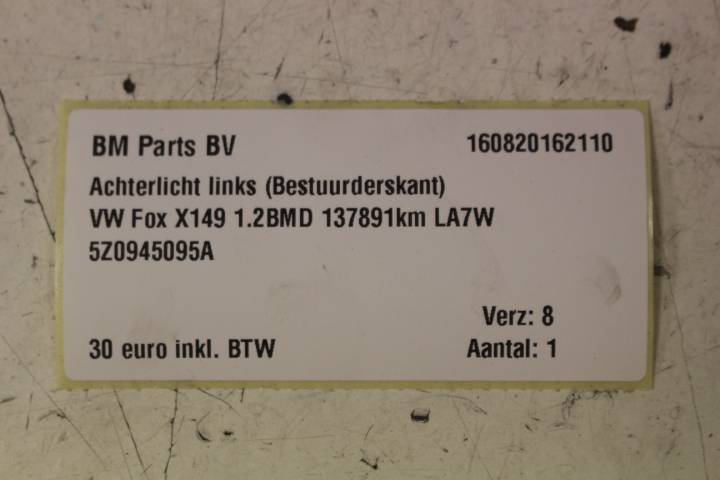 BM Parts BV 160820162110
Achterlicht links (Bestuurderskant)
VW Fox X149 1.2BMD 137891km LA7W
5Z0945095A
Verz: 8
30 euro inkl. BTW Aantal: 1